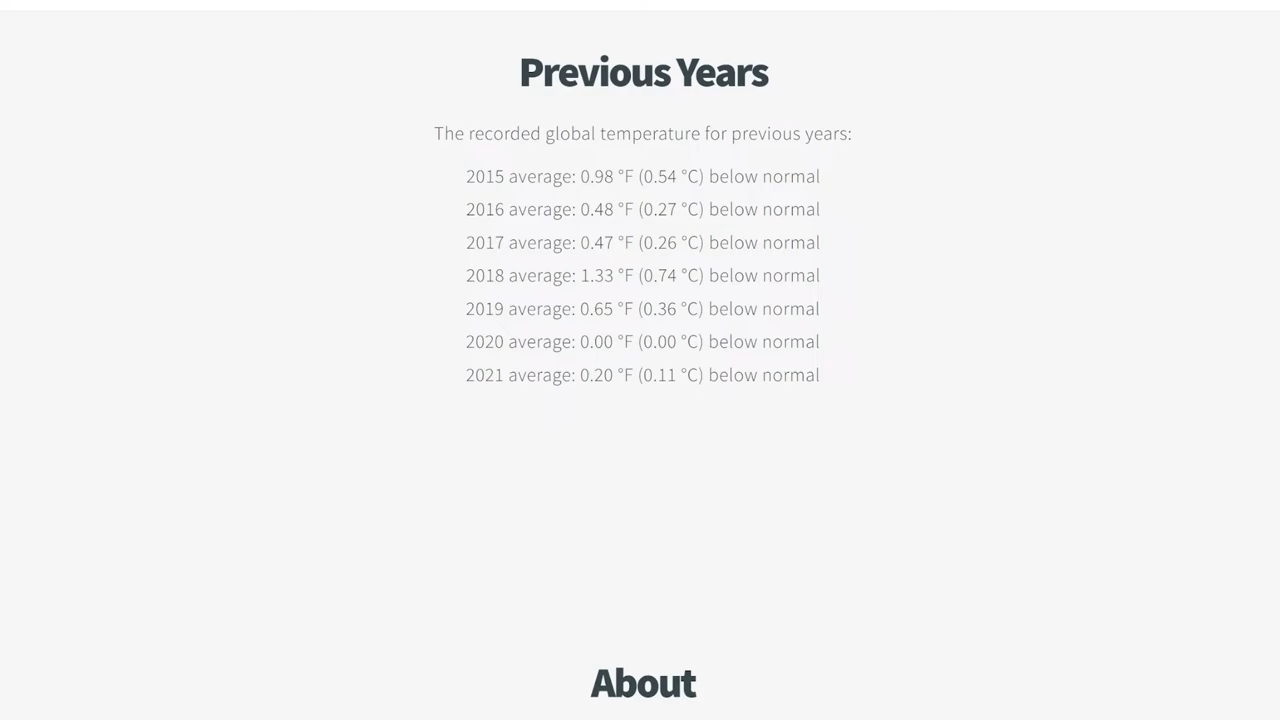 Previous Years
The recorded global temperature for previous years:
2015 average: 0.98 °F (0.54 °C) below normal
2016 average: 0.48 °F (0.27 °C) below normal
2017 average: 0.47 °F (0.26 °C) below normal
2018 average: 1.33 °F (0.74 °C) below normal
2019 average: 0.65 °F (0.36 °C) below normal
2020 average: 0.00 °F (0.00 °C) below normal
2021 average: 0.20 °F (0.11 °C) below normal
About